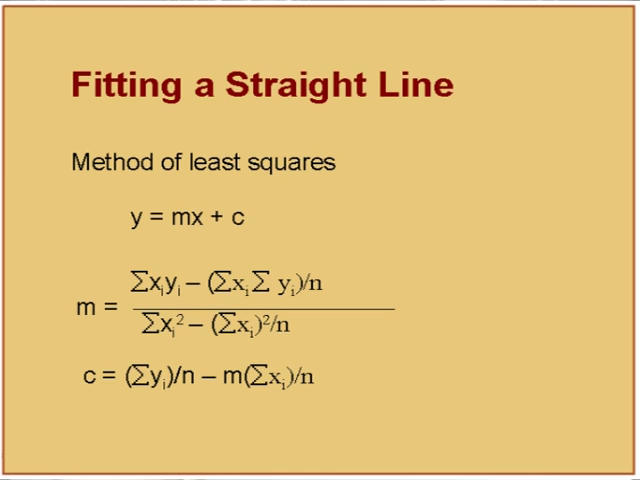 Fitting a Straight Line
Method of least squares
y = mx + c
∑xᵢyᵢ – (∑xᵢ∑ yᵢ)/n
m =
∑xᵢ² – (∑xᵢ)²/n
c = (∑yᵢ)/n – m(∑xᵢ)/n